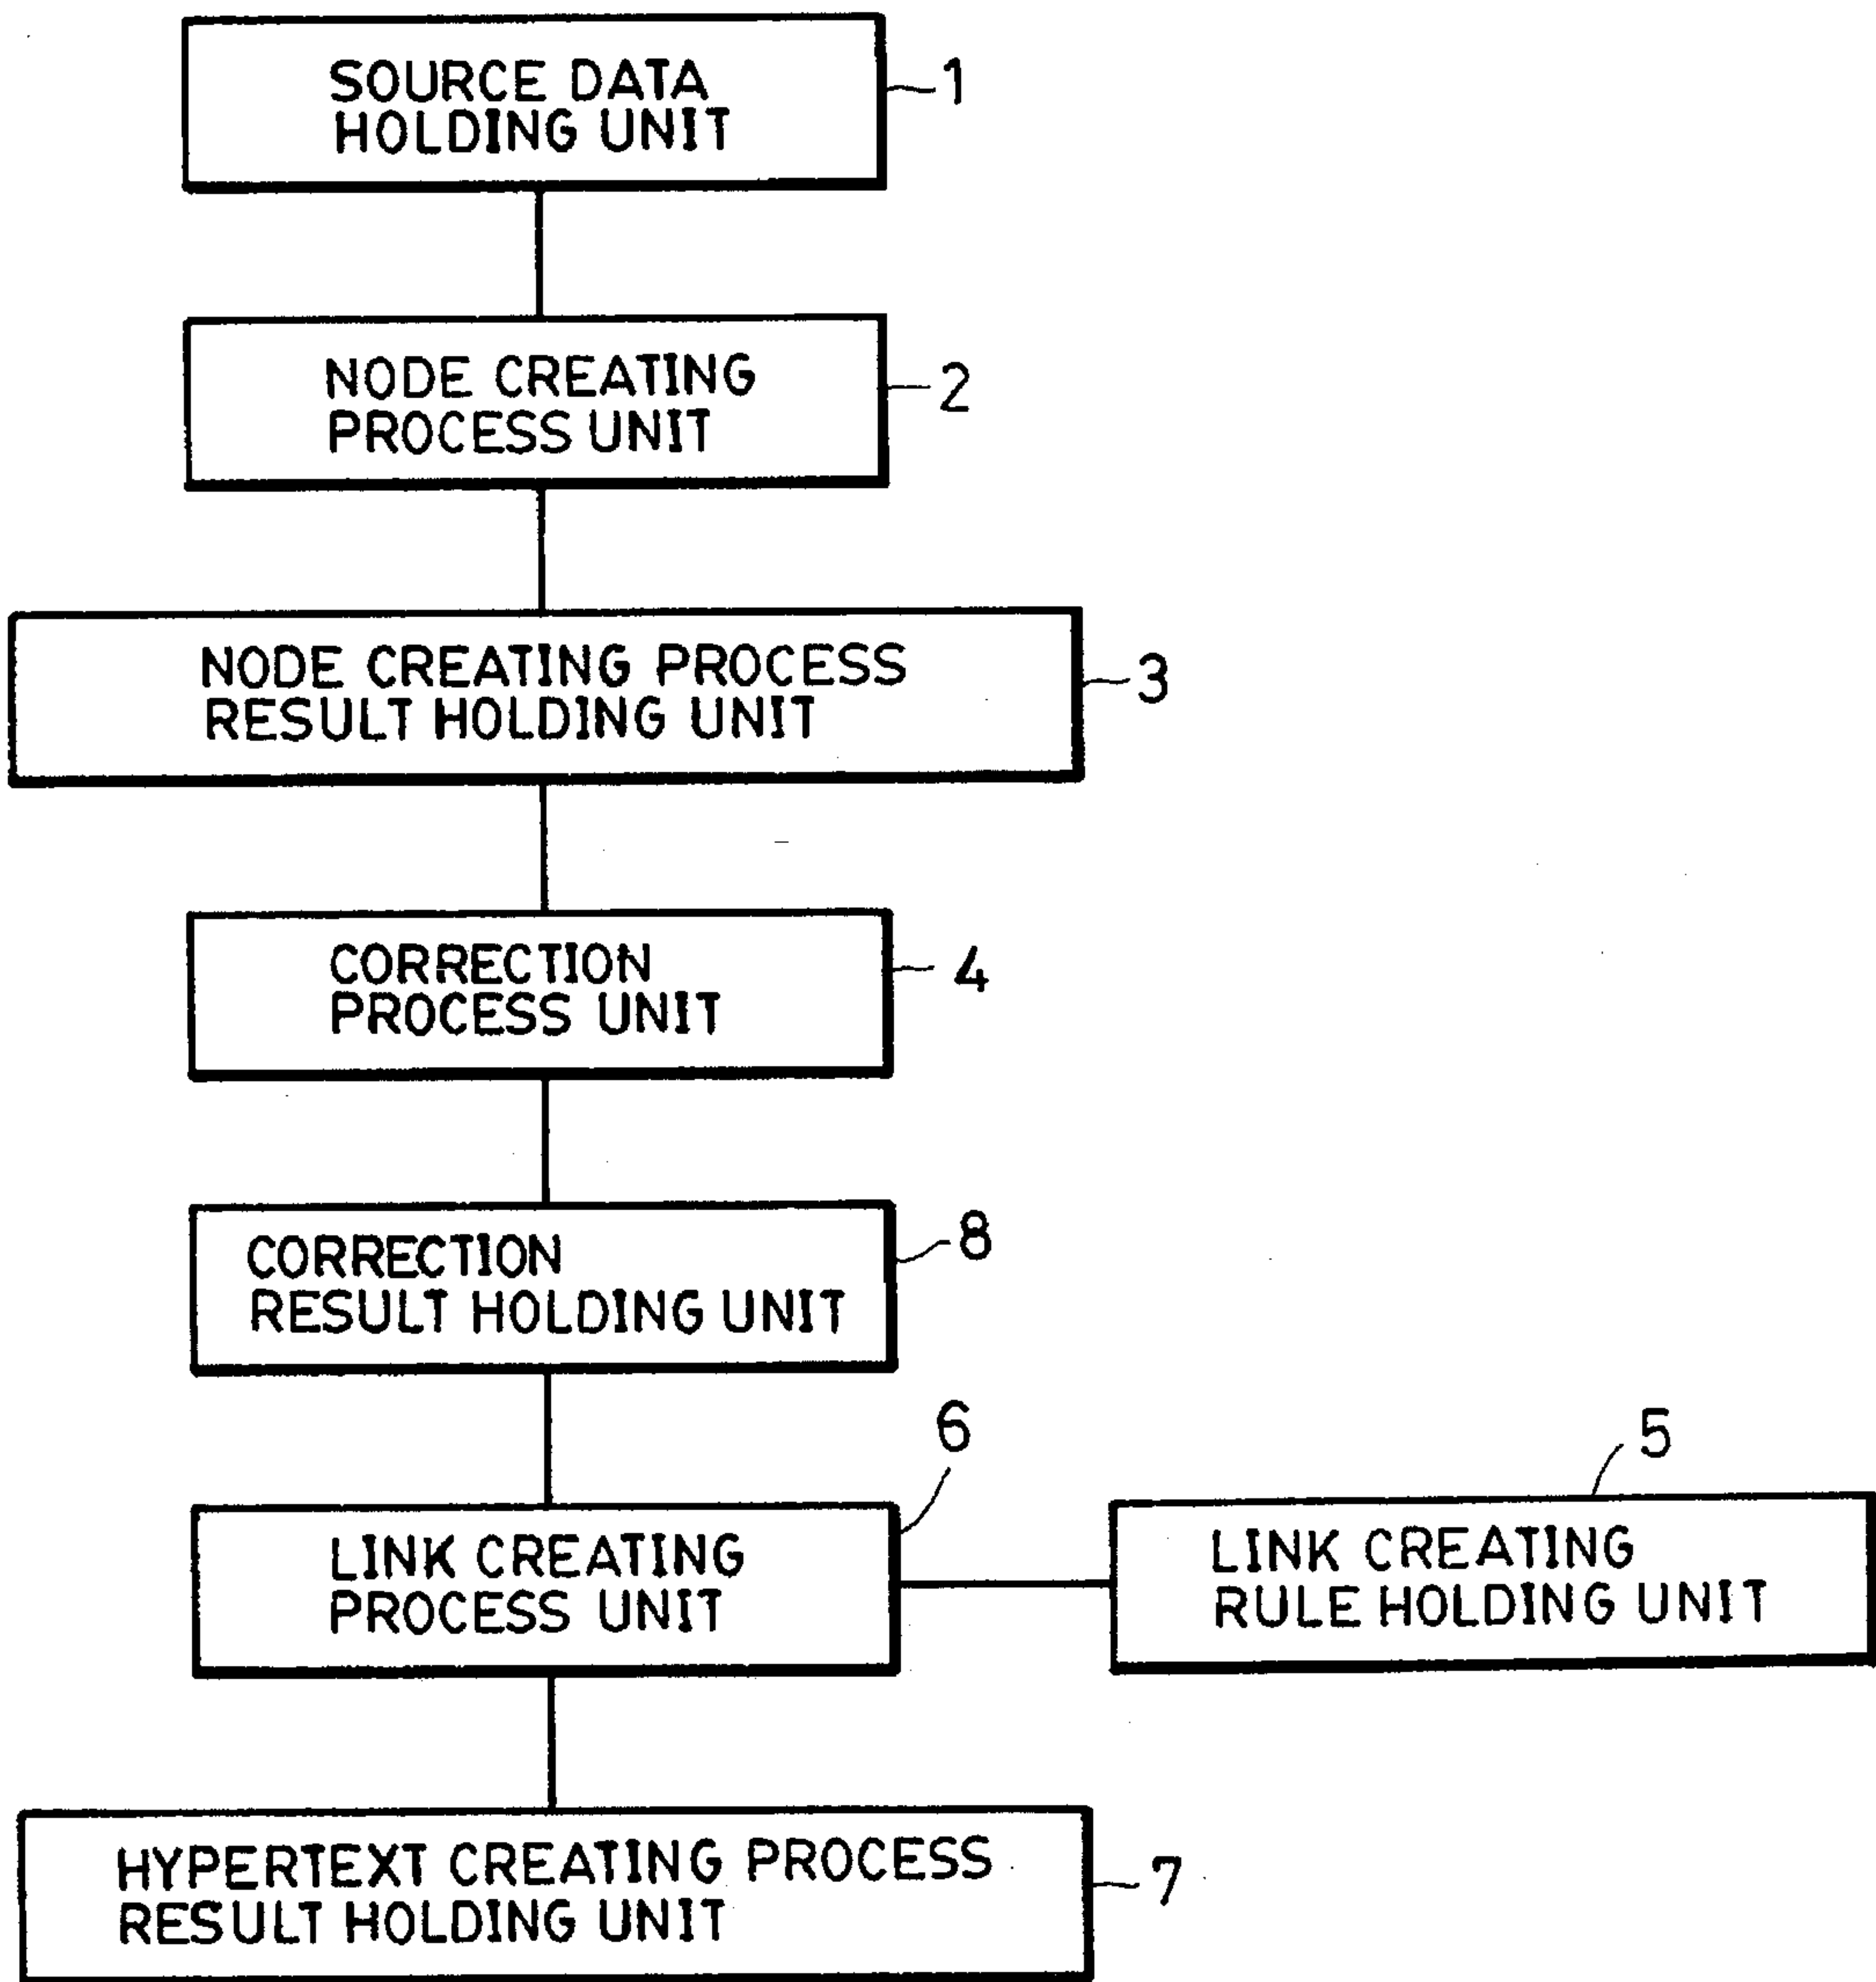 SOURCE DATA
HOLDING UNIT
1
NODE CREATING
PROCESS UNIT
2
NODE CREATING PROCESS
RESULT HOLDING UNIT
3
CORRECTION
PROCESS UNIT
4
CORRECTION
RESULT HOLDING UNIT
8
LINK CREATING
PROCESS UNIT
6
LINK CREATING
RULE HOLDING UNIT
5
HYPERTEXT CREATING PROCESS
RESULT HOLDING UNIT
7